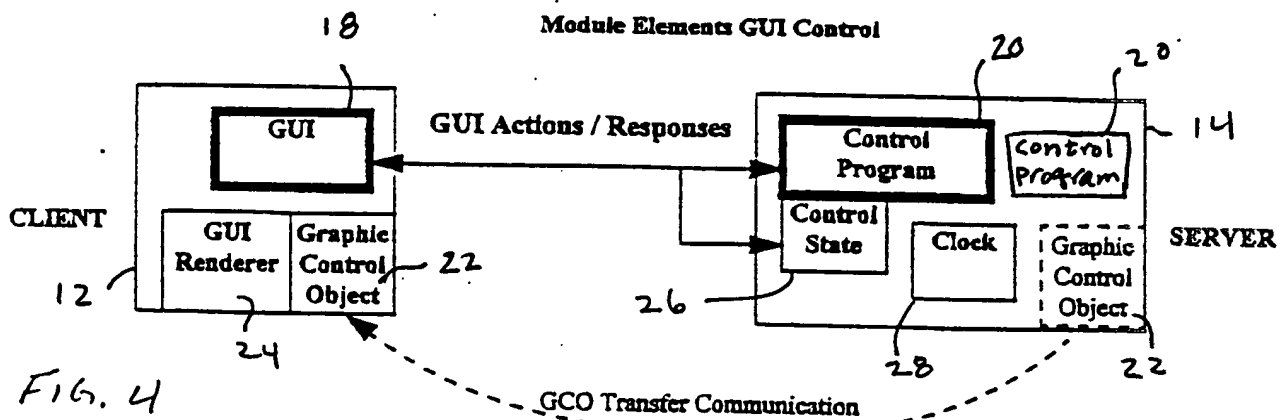 Module Elements GUI Control
18
20
20'
GUI
GUI Actions / Responses
Control
Program
control
program
14
CLIENT
GUI
Renderer
Graphic
Control
Object
22
Control
State
Clock
Graphic
Control
Object
SERVER
12
24
26
28
22
FIG. 4
GCO Transfer Communication